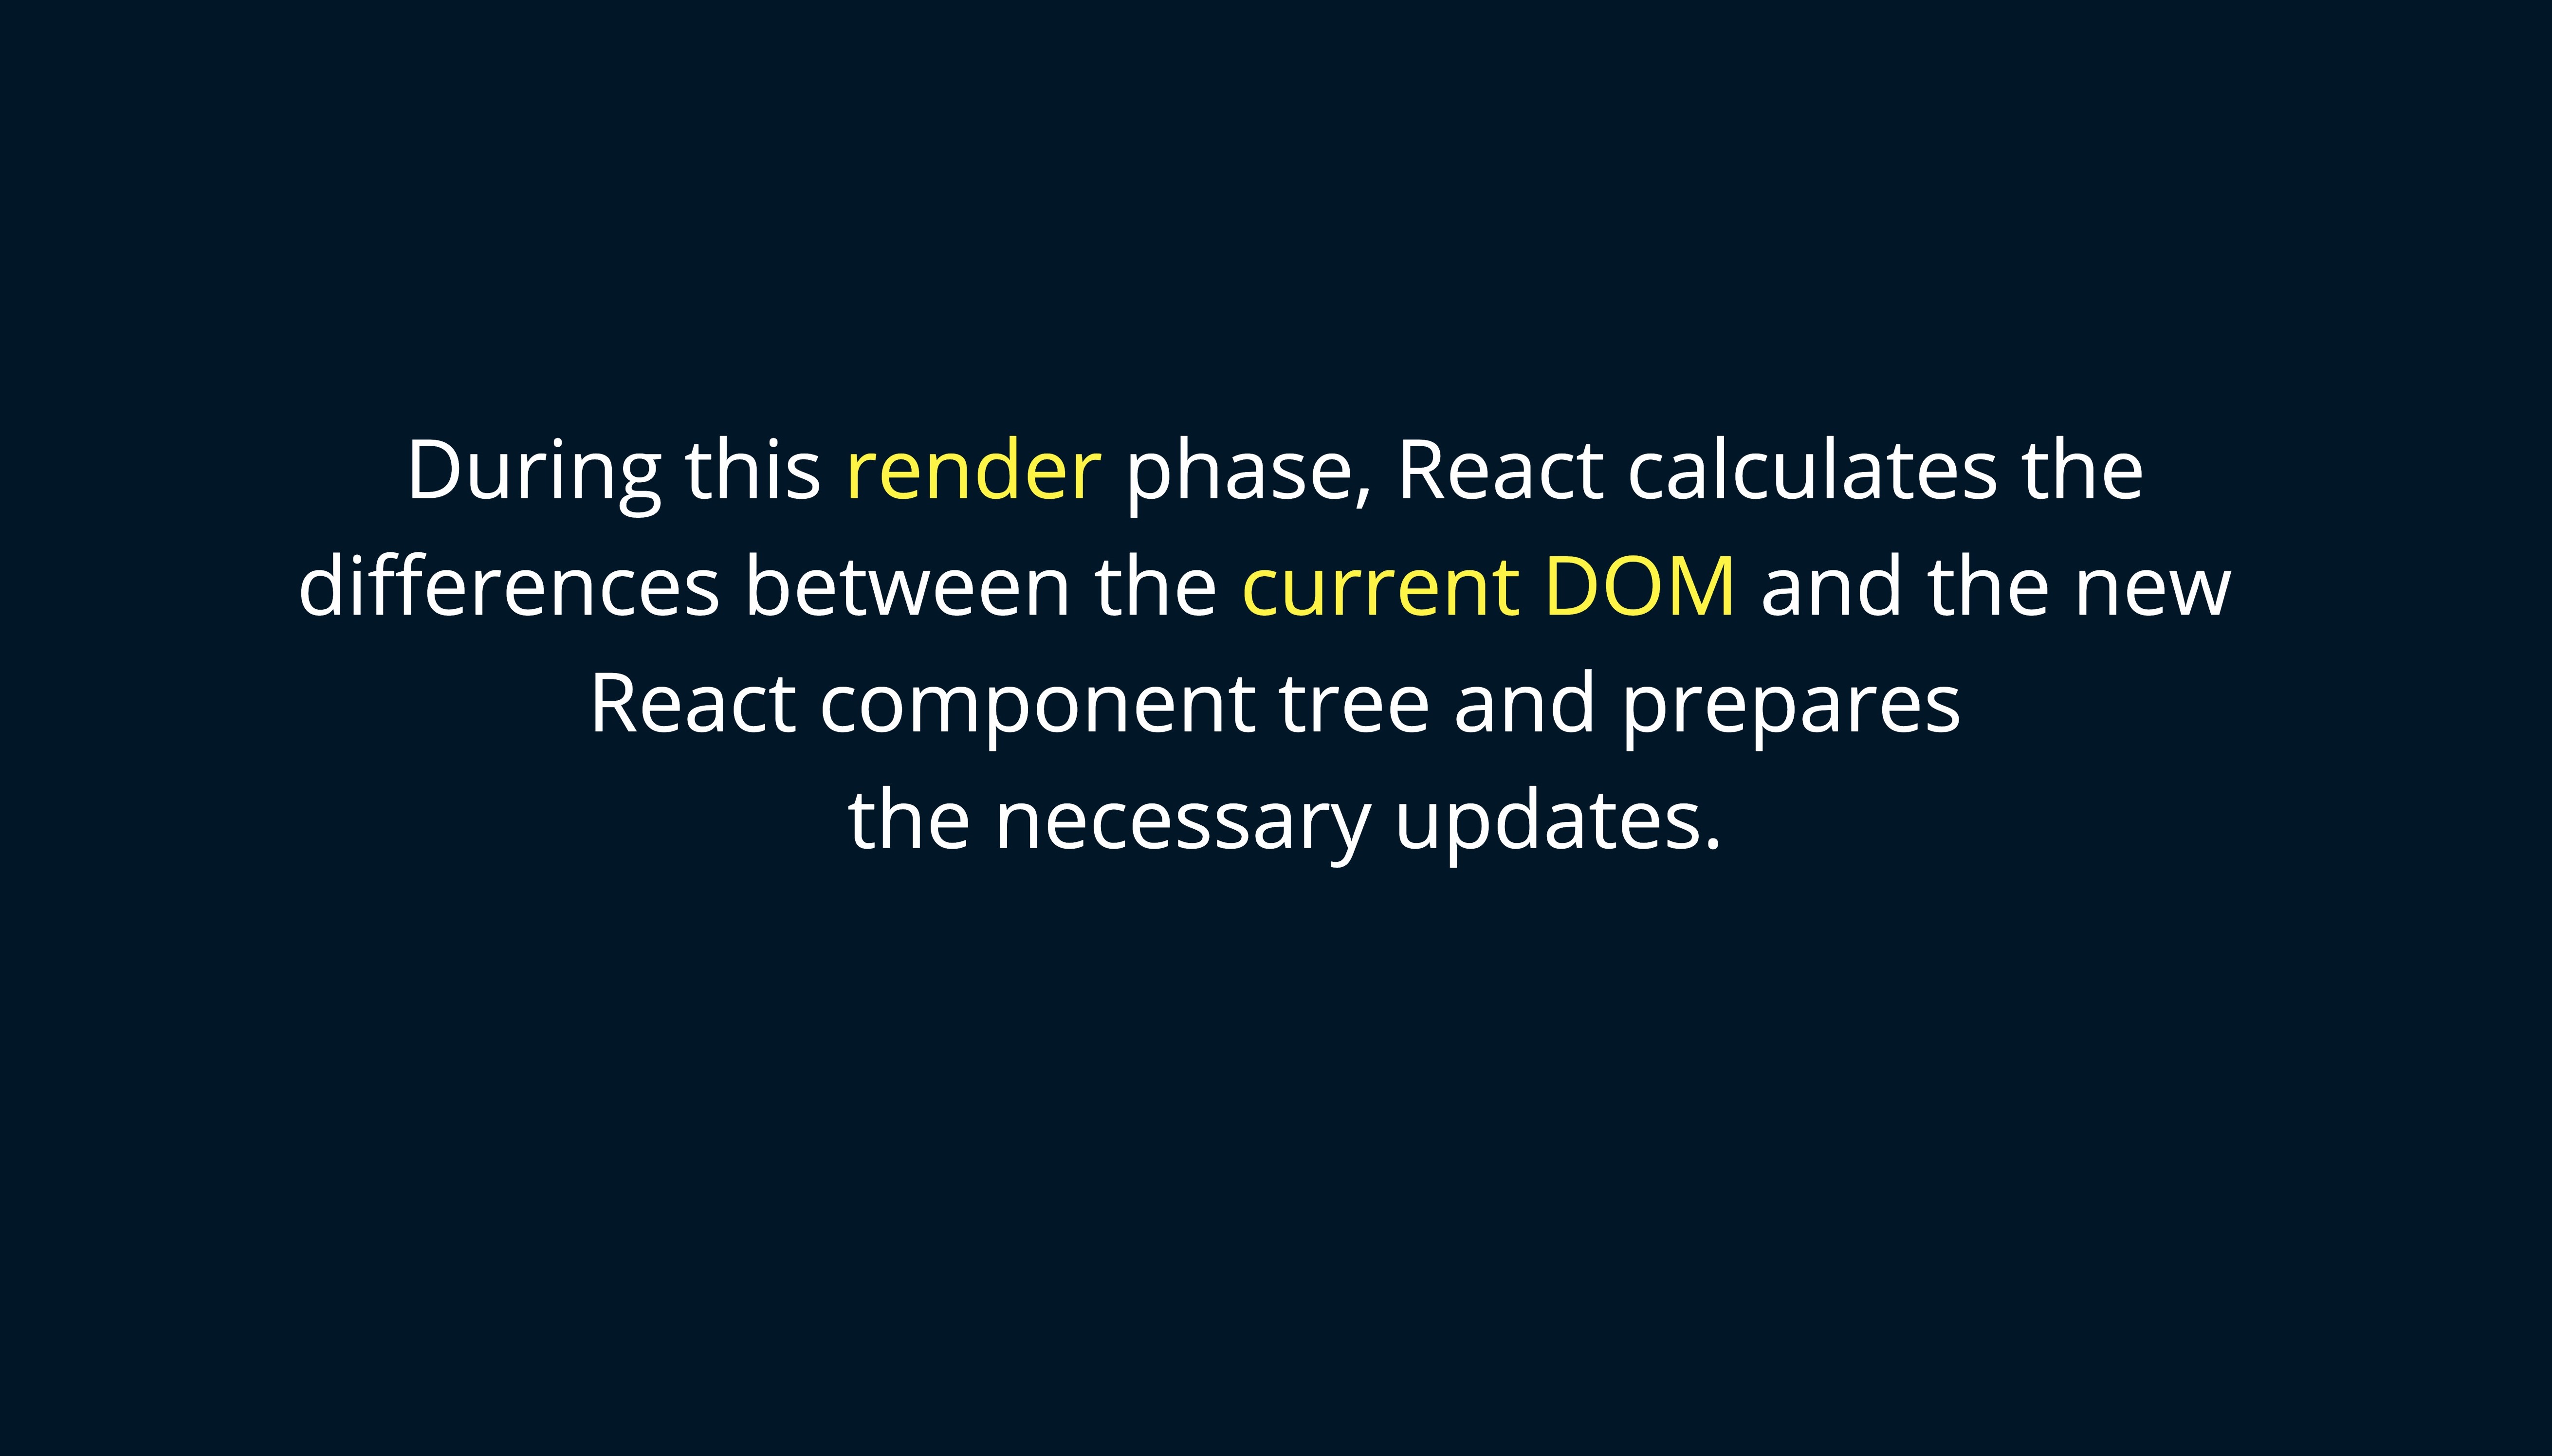 During this render phase, React calculates the
differences between the current DOM and the new
React component tree and prepares
the necessary updates.